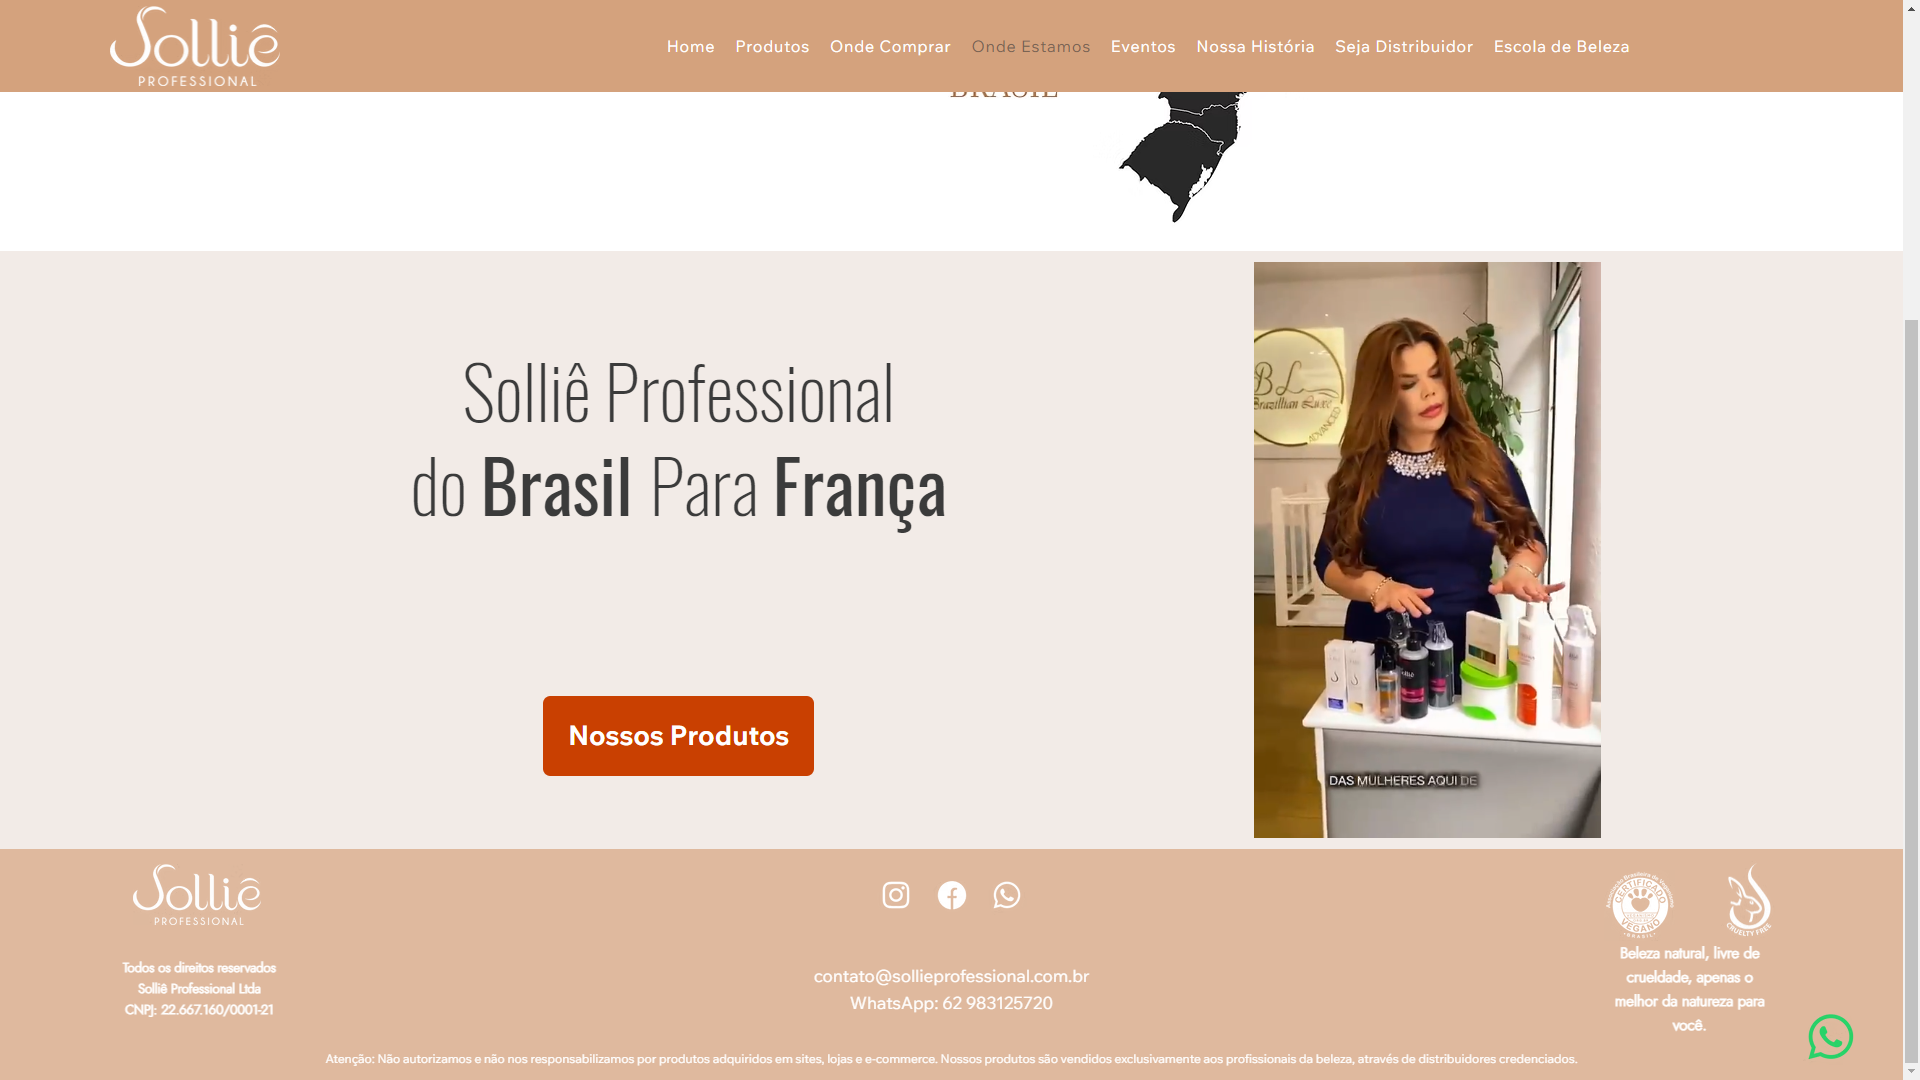 Solliê
PROFESSIONAL
Home Produtos Onde Comprar Onde Estamos Eventos Nossa História Seja Distribuidor Escola de Beleza
BRASIL
Solliê Professional
do Brasil Para França
Nossos Produtos
BL
Brazillian Luxe
ADVANCED
DAS MULHERES AQUI DE
Solliê
PROFESSIONAL
Todos os direitos reservados
Solliê Professional Ltda
CNPJ: 22.667.160/0001-21
contato@sollieprofessional.com.br
WhatsApp: 62 983125720
CERTIFICADO
VEGANO
BRASIL
CRUELTY FREE
Beleza natural, livre de
crueldade, apenas o
melhor da natureza para
você.
Atenção: Não autorizamos e não nos responsabilizamos por produtos adquiridos em sites, lojas e e-commerce. Nossos produtos são vendidos exclusivamente aos profissionais da beleza, através de distribuidores credenciados.